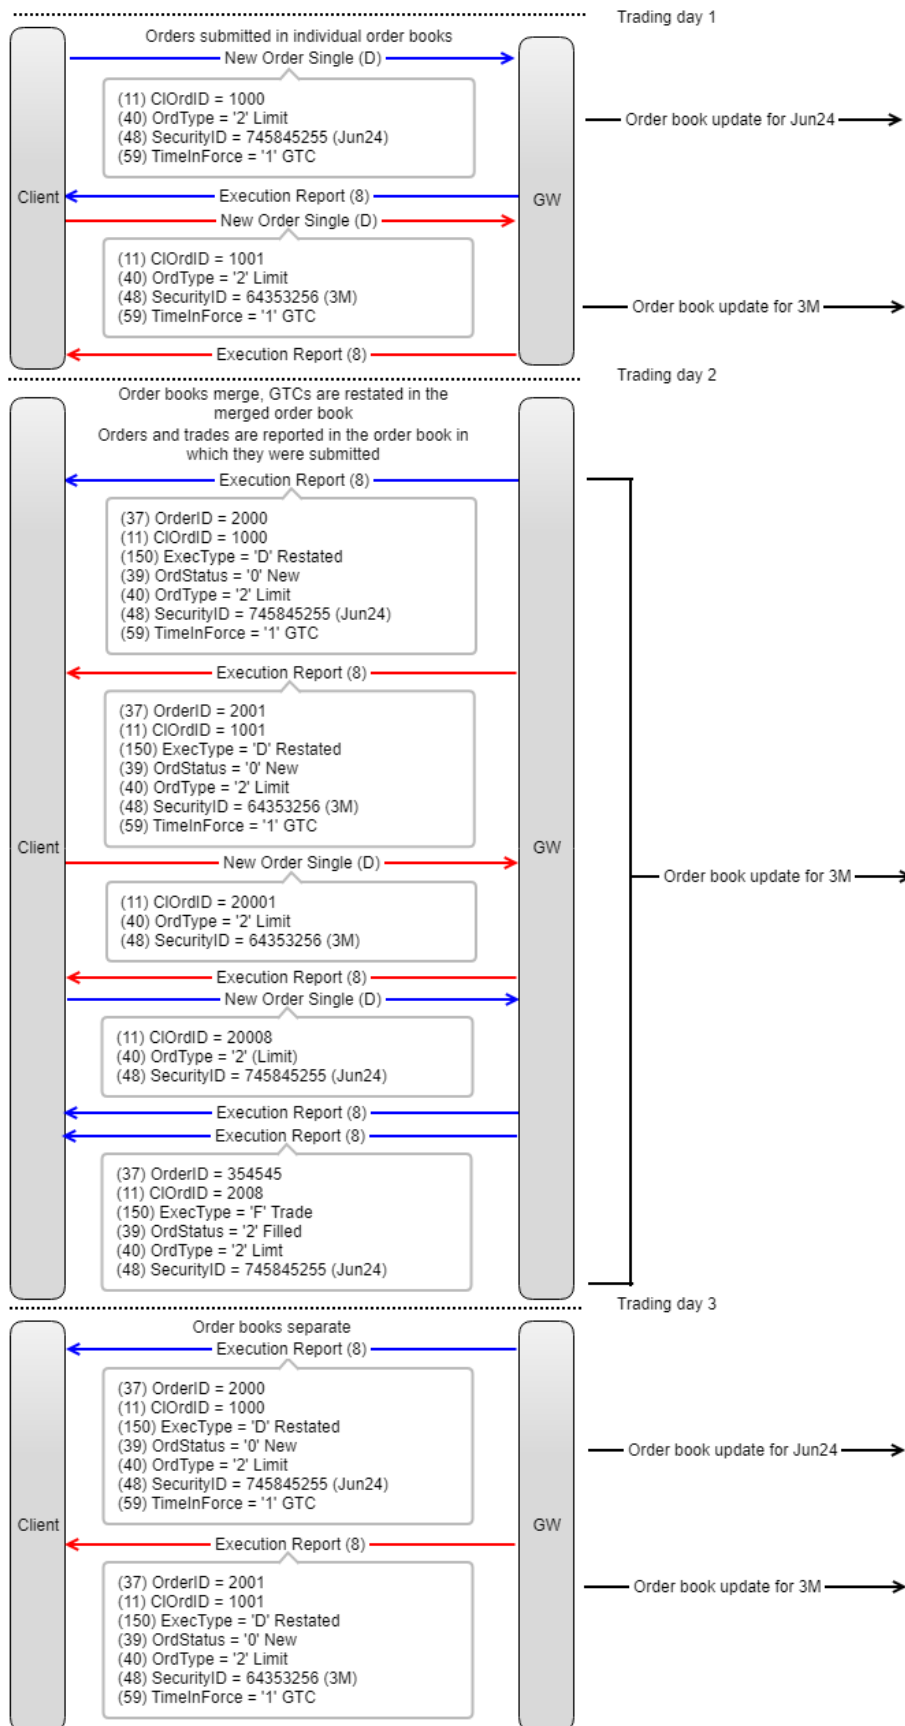 Trading day 1
Orders submitted in individual order books
New Order Single (D)
(11) ClOrdID = 1000
(40) OrdType = '2' Limit
(48) SecurityID = 745845255 (Jun24)
(59) TimeInForce = '1' GTC
Order book update for Jun24
Client
Execution Report (8)
GW
New Order Single (D)
(11) ClOrdID = 1001
(40) OrdType = '2' Limit
(48) SecurityID = 64353256 (3M)
(59) TimeInForce = '1' GTC
Order book update for 3M
Execution Report (8)
Trading day 2
Order books merge, GTCs are restated in the
merged order book
Orders and trades are reported in the order book in
which they were submitted
Execution Report (8)
(37) OrderID = 2000
(11) ClOrdID = 1000
(150) ExecType = 'D' Restated
(39) OrdStatus = '0' New
(40) OrdType = '2' Limit
(48) SecurityID = 745845255 (Jun24)
(59) TimeInForce = '1' GTC
Execution Report (8)
(37) OrderID = 2001
(11) ClOrdID = 1001
(150) ExecType = 'D' Restated
(39) OrdStatus = '0' New
(40) OrdType = '2' Limit
(48) SecurityID = 64353256 (3M)
(59) TimeInForce = '1' GTC
Client
GW
New Order Single (D)
Order book update for 3M
(11) ClOrdID = 20001
(40) OrdType = '2' Limit
(48) SecurityID = 64353256 (3M)
Execution Report (8)
New Order Single (D)
(11) ClOrdID = 20008
(40) OrdType = '2' (Limit)
(48) SecurityID = 745845255 (Jun24)
Execution Report (8)
Execution Report (8)
(37) OrderID = 354545
(11) ClOrdID = 2008
(150) ExecType = 'F' Trade
(39) OrdStatus = '2' Filled
(40) OrdType = '2' Limt
(48) SecurityID = 745845255 (Jun24)
Trading day 3
Order books separate
Execution Report (8)
(37) OrderID = 2000
(11) ClOrdID = 1000
(150) ExecType = 'D' Restated
(39) OrdStatus = '0' New
(40) OrdType = '2' Limit
(48) SecurityID = 745845255 (Jun24)
(59) TimeInForce = '1' GTC
Order book update for Jun24
Client
GW
Execution Report (8)
(37) OrderID = 2001
(11) ClOrdID = 1001
(150) ExecType = 'D' Restated
(39) OrdStatus = '0' New
(40) OrdType = '2' Limit
(48) SecurityID = 64353256 (3M)
(59) TimeInForce = '1' GTC
Order book update for 3M